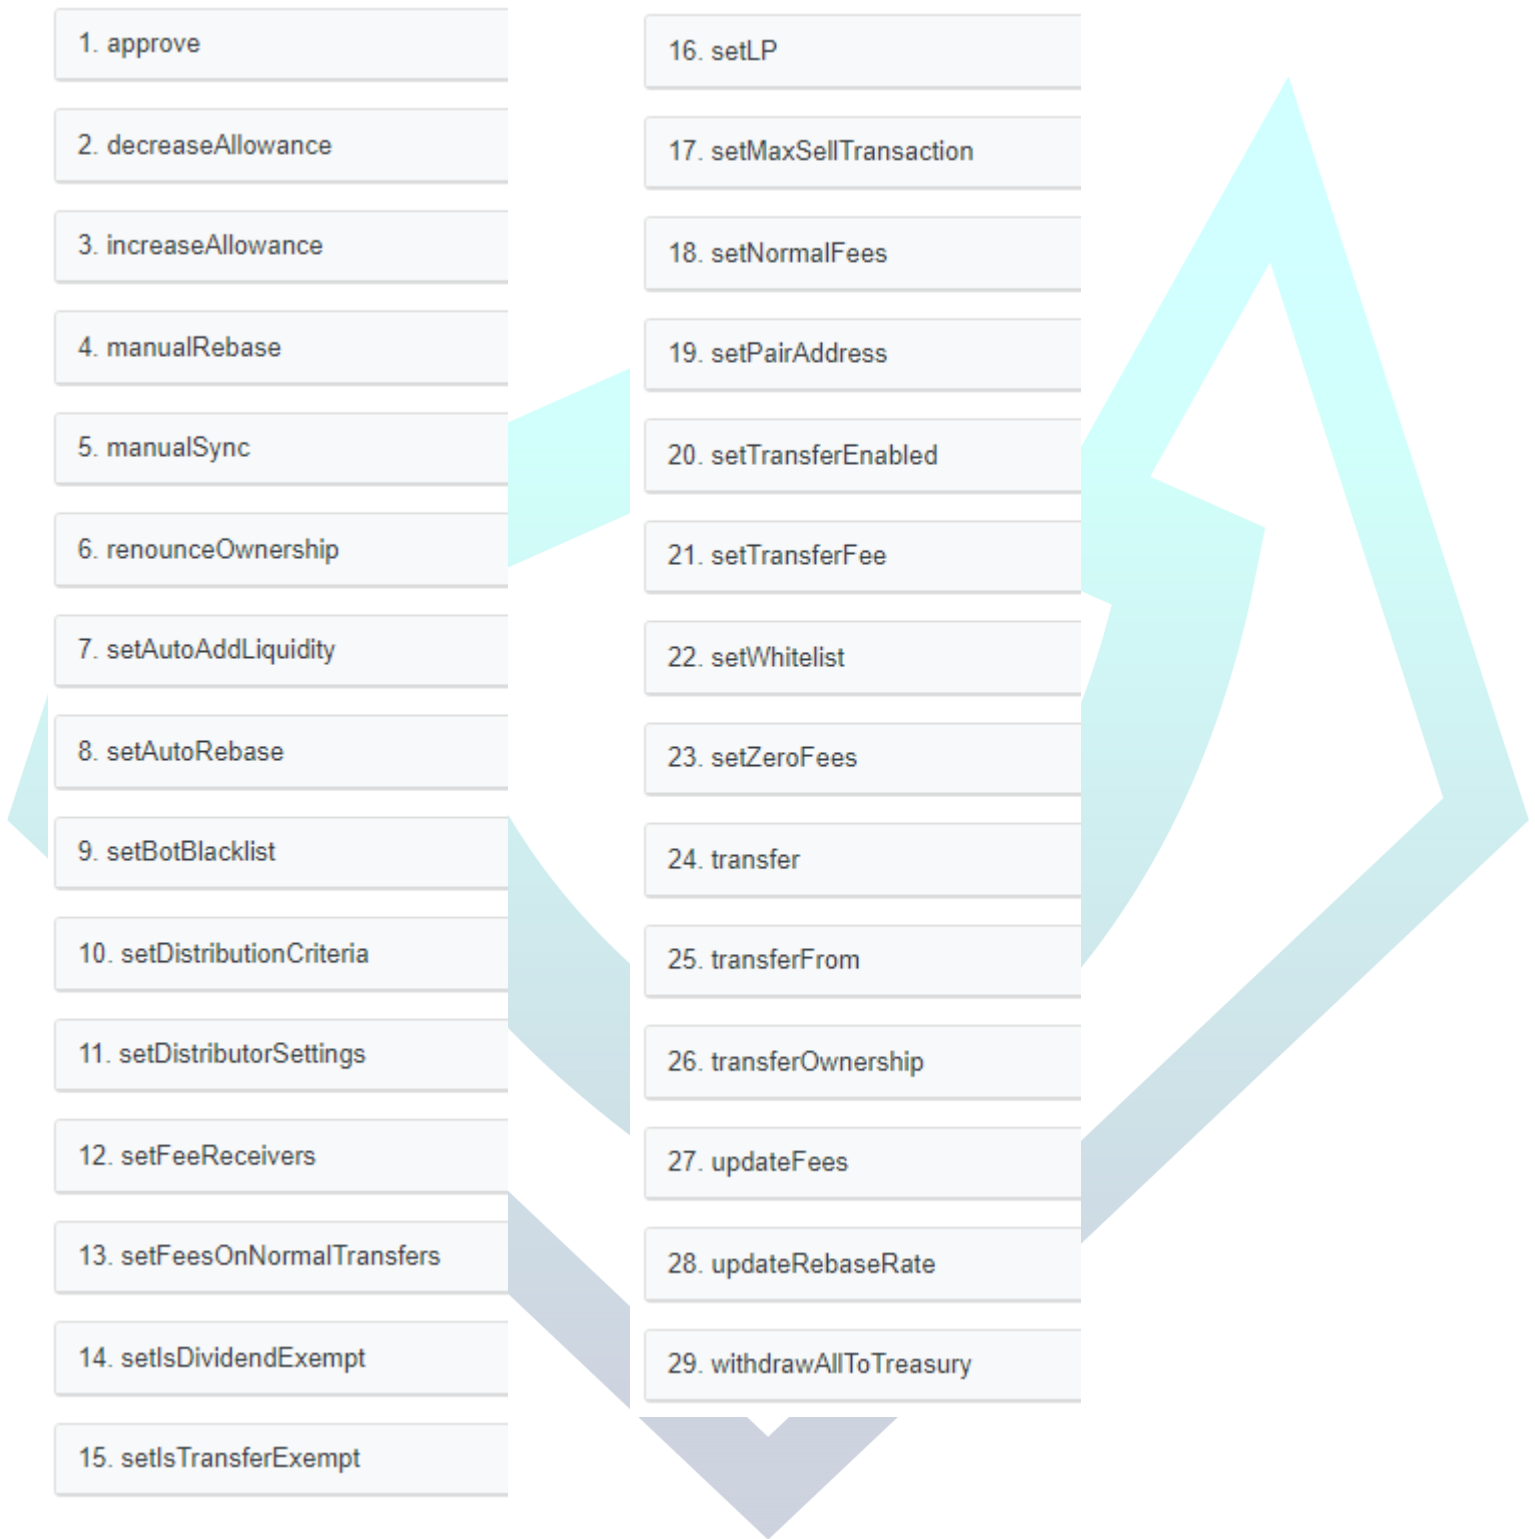 1. approve
2. decreaseAllowance
3. increaseAllowance
4. manualRebase
5. manualSync
6. renounceOwnership
7. setAutoAddLiquidity
8. setAutoRebase
9. setBotBlacklist
10. setDistributionCriteria
11. setDistributorSettings
12. setFeeReceivers
13. setFeesOnNormalTransfers
14. setIsDividendExempt
15. setIsTransferExempt
16. setLP
17. setMaxSellTransaction
18. setNormalFees
19. setPairAddress
20. setTransferEnabled
21. setTransferFee
22. setWhitelist
23. setZeroFees
24. transfer
25. transferFrom
26. transferOwnership
27. updateFees
28. updateRebaseRate
29. withdrawAllToTreasury